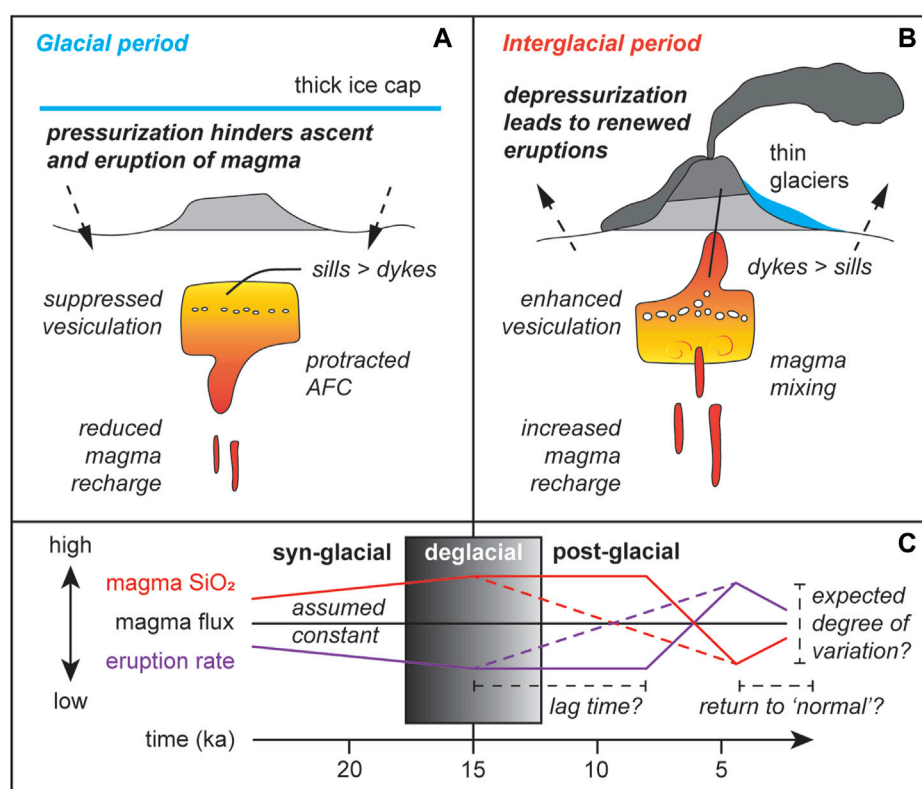 Glacial period
A
thick ice cap
pressurization hinders ascent
and eruption of magma
sills > dykes
suppressed
vesiculation
protracted
AFC
reduced
magma
recharge
Interglacial period
B
depressurization
leads to renewed
eruptions
thin
glaciers
dykes > sills
enhanced
vesiculation
magma
mixing
increased
magma
recharge
C
high
low
syn-glacial
deglacial
post-glacial
magma SiO₂
magma flux
eruption rate
assumed
constant
expected
degree of
variation?
lag time?
return to ‘normal’?
time (ka)
20
15
10
5